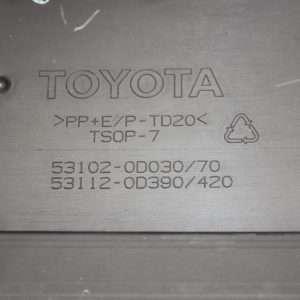 TOYOTA
>PP+E/P-TD20<
TSOP-7
53102-0D030/70
53112-0D390/420